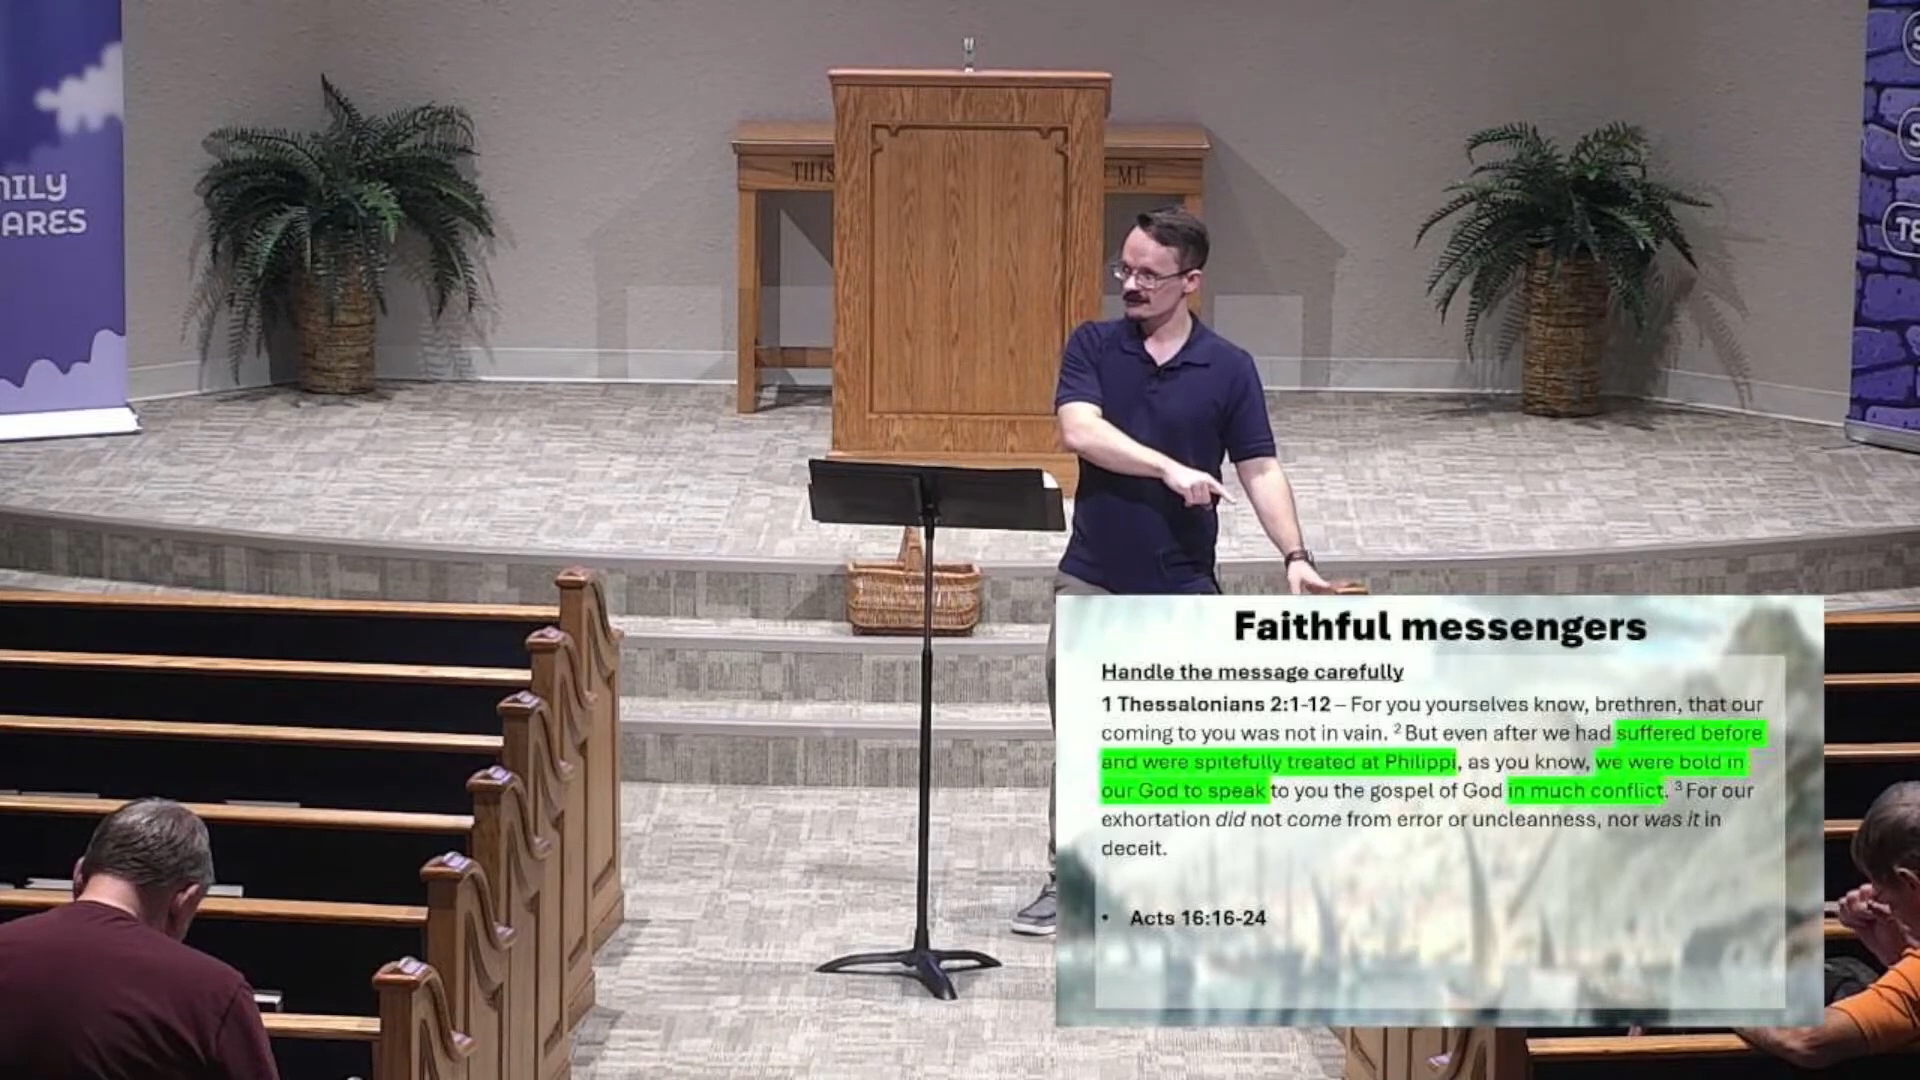 THIS
ME
ARES
Faithful messengers
Handle the message carefully
1 Thessalonians 2:1-12 – For you yourselves know, brethren, that our
coming to you was not in vain. ² But even after we had suffered before
and were spitefully treated at Philippi, as you know, we were bold in
our God to speak to you the gospel of God in much conflict. ³ For our
exhortation did not come from error or uncleanness, nor was it in
deceit.
• Acts 16:16-24